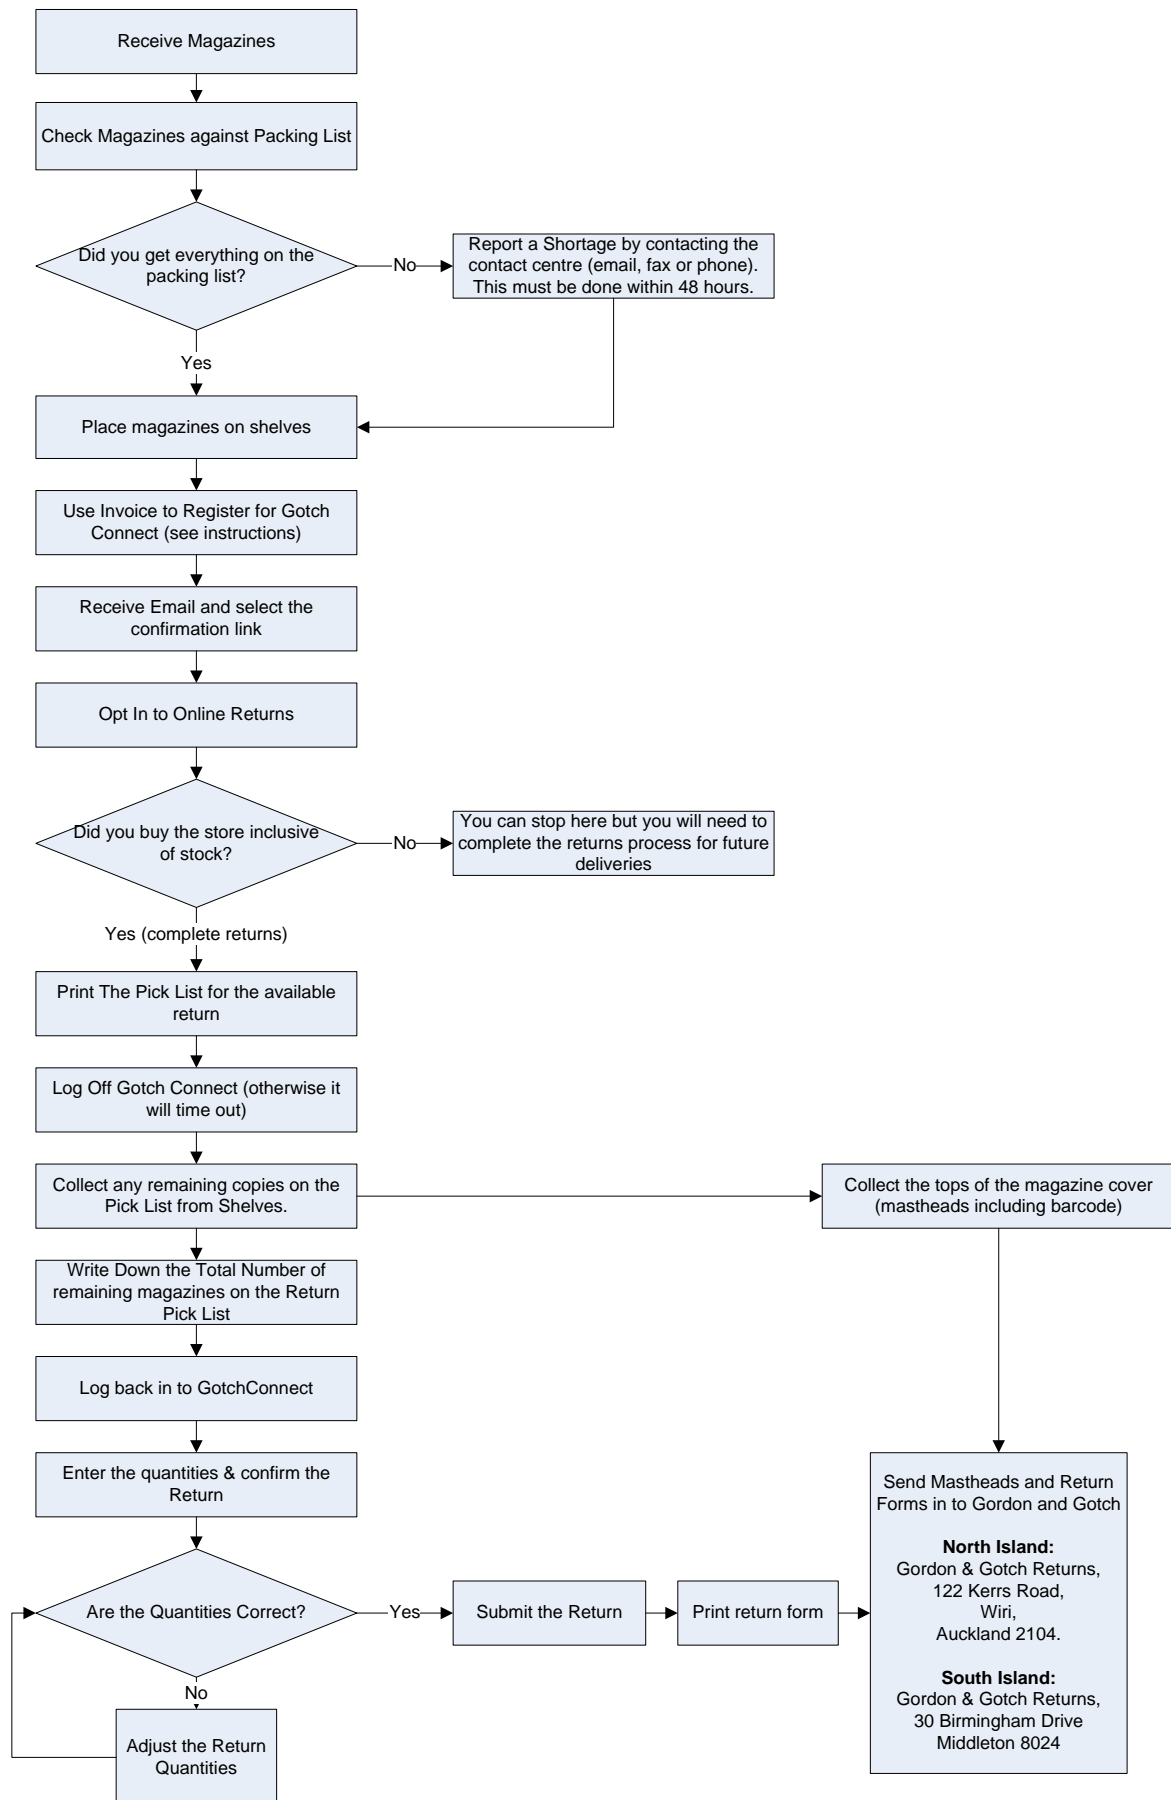 Receive Magazines
Check Magazines against Packing List
Did you get everything on the
packing list?
No
Report a Shortage by contacting the
contact centre (email, fax or phone).
This must be done within 48 hours.
Yes
Place magazines on shelves
Use Invoice to Register for Gotch
Connect (see instructions)
Receive Email and select the
confirmation link
Opt In to Online Returns
Did you buy the store inclusive
of stock?
No
You can stop here but you will need to
complete the returns process for future
deliveries
Yes (complete returns)
Print The Pick List for the available
return
Log Off Gotch Connect (otherwise it
will time out)
Collect any remaining copies on the
Pick List from Shelves.
Collect the tops of the magazine cover
(mastheads including barcode)
Write Down the Total Number of
remaining magazines on the Return
Pick List
Log back in to GotchConnect
Enter the quantities & confirm the
Return
Are the Quantities Correct?
Yes
Submit the Return
Print return form
Send Mastheads and Return
Forms in to Gordon and Gotch
North Island:
Gordon & Gotch Returns,
122 Kerrs Road,
Wiri,
Auckland 2104.
South Island:
Gordon & Gotch Returns,
30 Birmingham Drive
Middleton 8024
No
Adjust the Return
Quantities